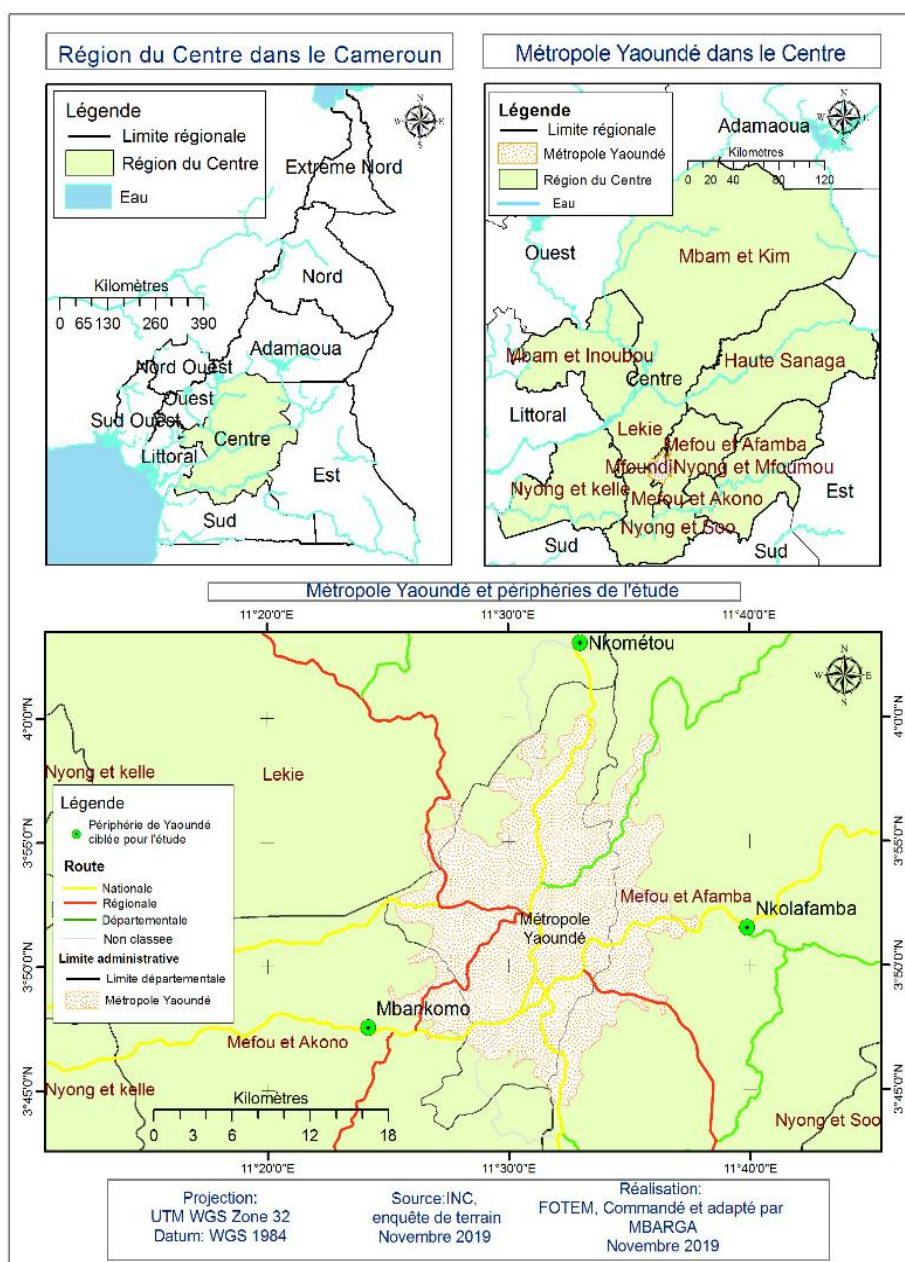 Région du Centre dans le Cameroun
Légende
Limite régionale
Région du Centre
Eau
N
W
E
S
Extrême Nord
Kilomètres
0 65 130 260 390
Nord
Adamaoua
Nord Ouest
Ouest
Sud Ouest
Centre
Littoral
Est
Sud
Métropole Yaoundé dans le Centre
Légende
Limite régionale
Métropole Yaoundé
Région du Centre
Eau
N
W
E
S
Adamaoua
Kilomètres
0 20 40 80 120
Ouest
Mbam et Kim
Mbam et Inoubou
Haute Sanaga
Centre
Littoral
Lekie
Mefou et Afamba
Mfoundi
Nyong et Mfoumou
Nyong et kelle
Mefou et Akono
Est
Nyong et Soo
Sud
Sud
Métropole Yaoundé et périphéries de l'étude
11°20'0"E 11°30'0"E 11°40'0"E
Nkométou
N
W
E
S
4°0'0"N
4°0'0"N
Nyong et kelle
Lekie
Légende
Périphérie de Yaoundé
ciblée pour l'étude
Route
Nationale
Régionale
Départementale
Non classee
Limite administrative
Limite départementale
Métropole Yaoundé
3°55'0"N
3°55'0"N
Mefou et Afamba
Nkolafamba
Métropole
Yaoundé
3°50'0"N
3°50'0"N
Mbankomo
Mefou et Akono
Nyong et kelle
3°45'0"N
3°45'0"N
Kilomètres
0 3 6 12 18
Nyong et Soo
11°20'0"E 11°30'0"E 11°40'0"E
Projection:
UTM WGS Zone 32
Datum: WGS 1984
Source:INC,
enquête de terrain
Novembre 2019
Réalisation:
FOTEM, Commandé et adapté par
MBARGA
Novembre 2019